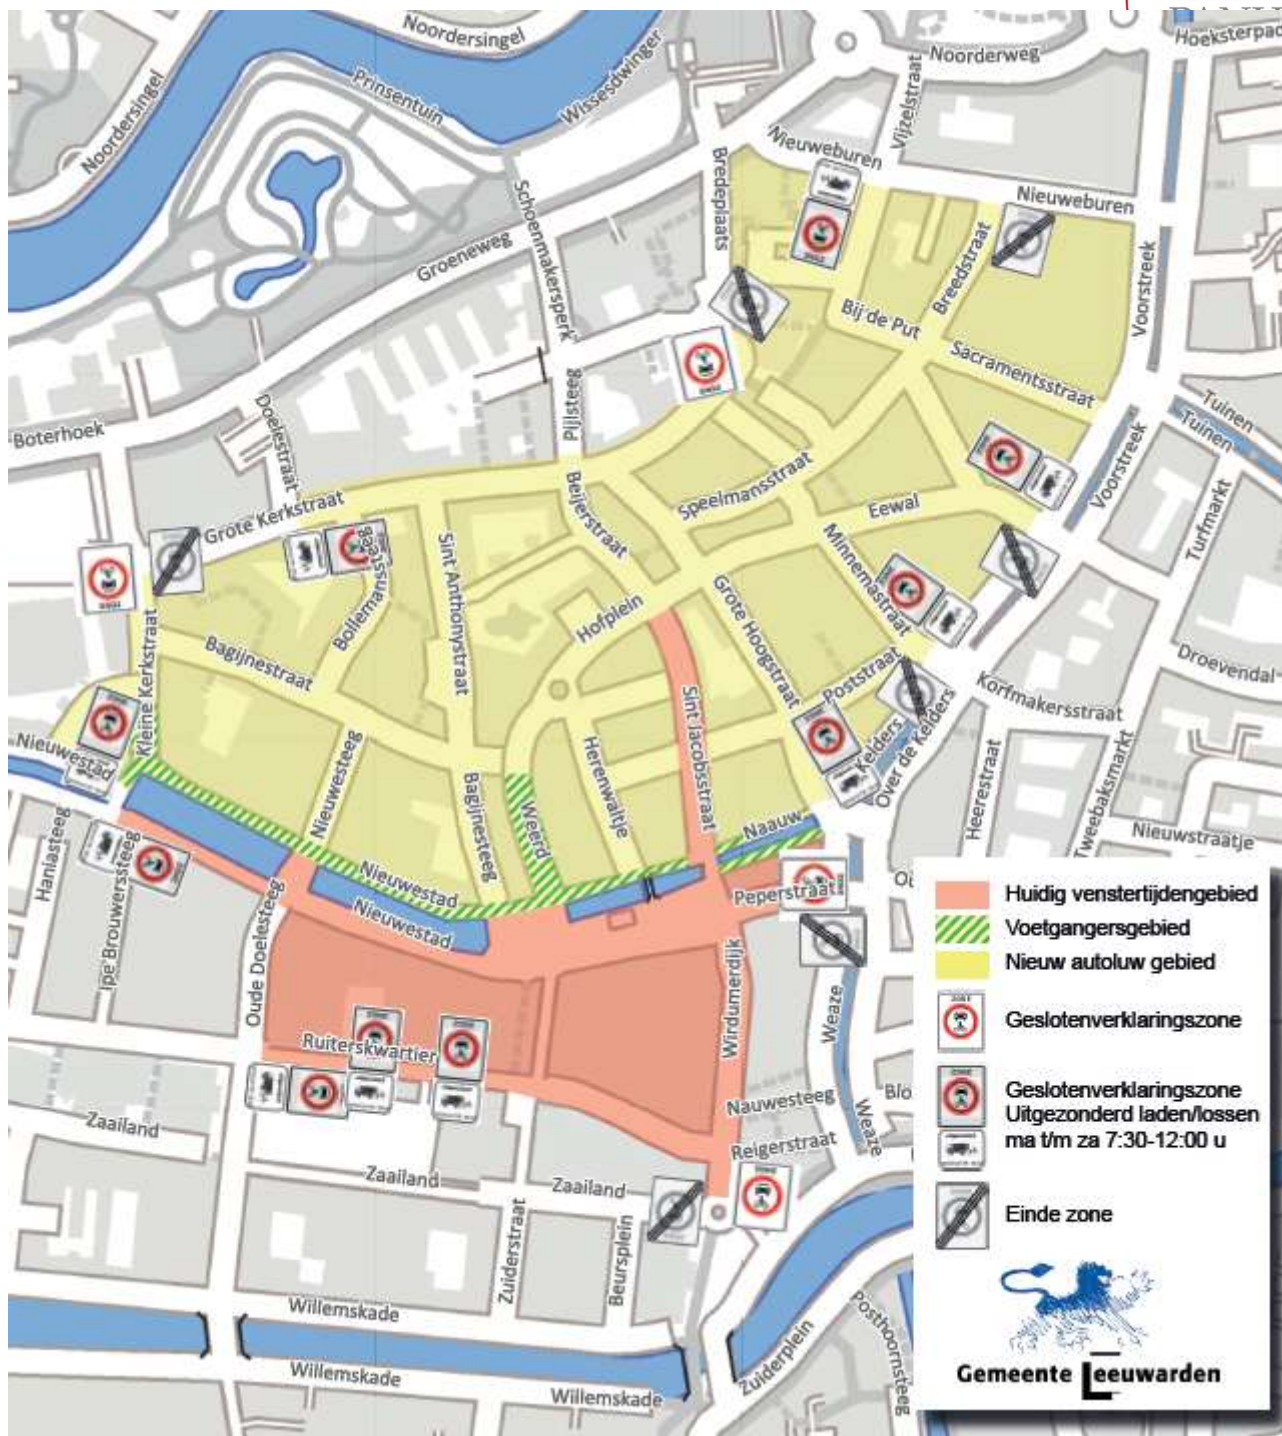 Noordersingel
Hoeksterpad
Noorderweg
Noordersingel
Prinsentuin
Wissesdwinger
Vijzelstraat
Nieuweburen
Nieuweburen
Bredeplaats
Schoenmakersperk
Groeneweg
Breedstraat
Voorstreek
Bij de Put
Sacramentsstraat
Tuinen
Tuinen
Pijlsteeg
Doelestraat
Boterhoek
Voorstreek
Speelmansstraat
Beijerstraat
Eewal
Turfmarkt
Grote Kerkstraat
Bollemanssteeg
Sint Anthonystraat
Minnemastraat
Hofplein
Grote Hoogstraat
Kleine Kerkstraat
Bagijnestraat
Poststraat
Droevendal
Korfmakersstraat
Sint Jacobsstraat
Nieuwestad
Kelders
Over de Kelders
Nieuwesteeg
Herenwaltje
Bagijnesteeg
Weerd
Heerestraat
Tweebaksmarkt
Naauw
Nieuwstraatje
Haniasteeg
Ipe Brouwerssteeg
Nieuwestad
Nieuwestad
Peperstraat
Oude Doelesteeg
Wirdumerdijk
Weaze
Ruiterskwartier
Nauwesteeg
Weaze
Zaailand
Reigerstraat
Zaailand
Zaailand
Zuiderstraat
Beursplein
Willemskade
Willemskade
Willemskade
Zuiderplein
Posthoornsteeg
Huidig venstertijdengebied
Voetgangersgebied
Nieuw autoluw gebied
Geslotenverklaringszone
Geslotenverklaringszone
Uitgezonderd laden/lossen
ma t/m za 7:30-12:00 u
Einde zone
Gemeente Leeuwarden